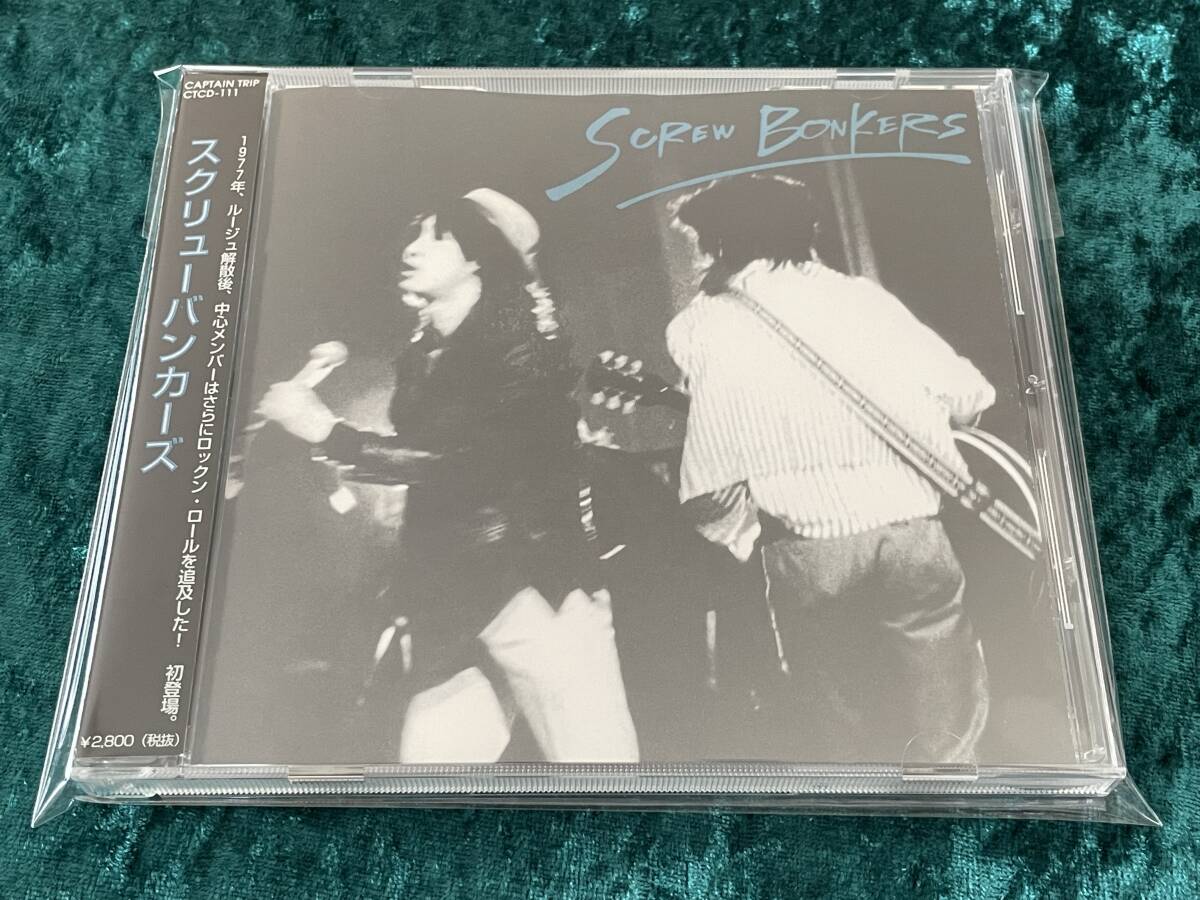 CAPTAIN TRIP
CTCD-111
スクリューバンカーズ
1977年、ルージュ解散後、中心メンバーはさらにロックン・ロールを追及した! 初登場。
¥2,800 (税抜)
SCREW BONKERS